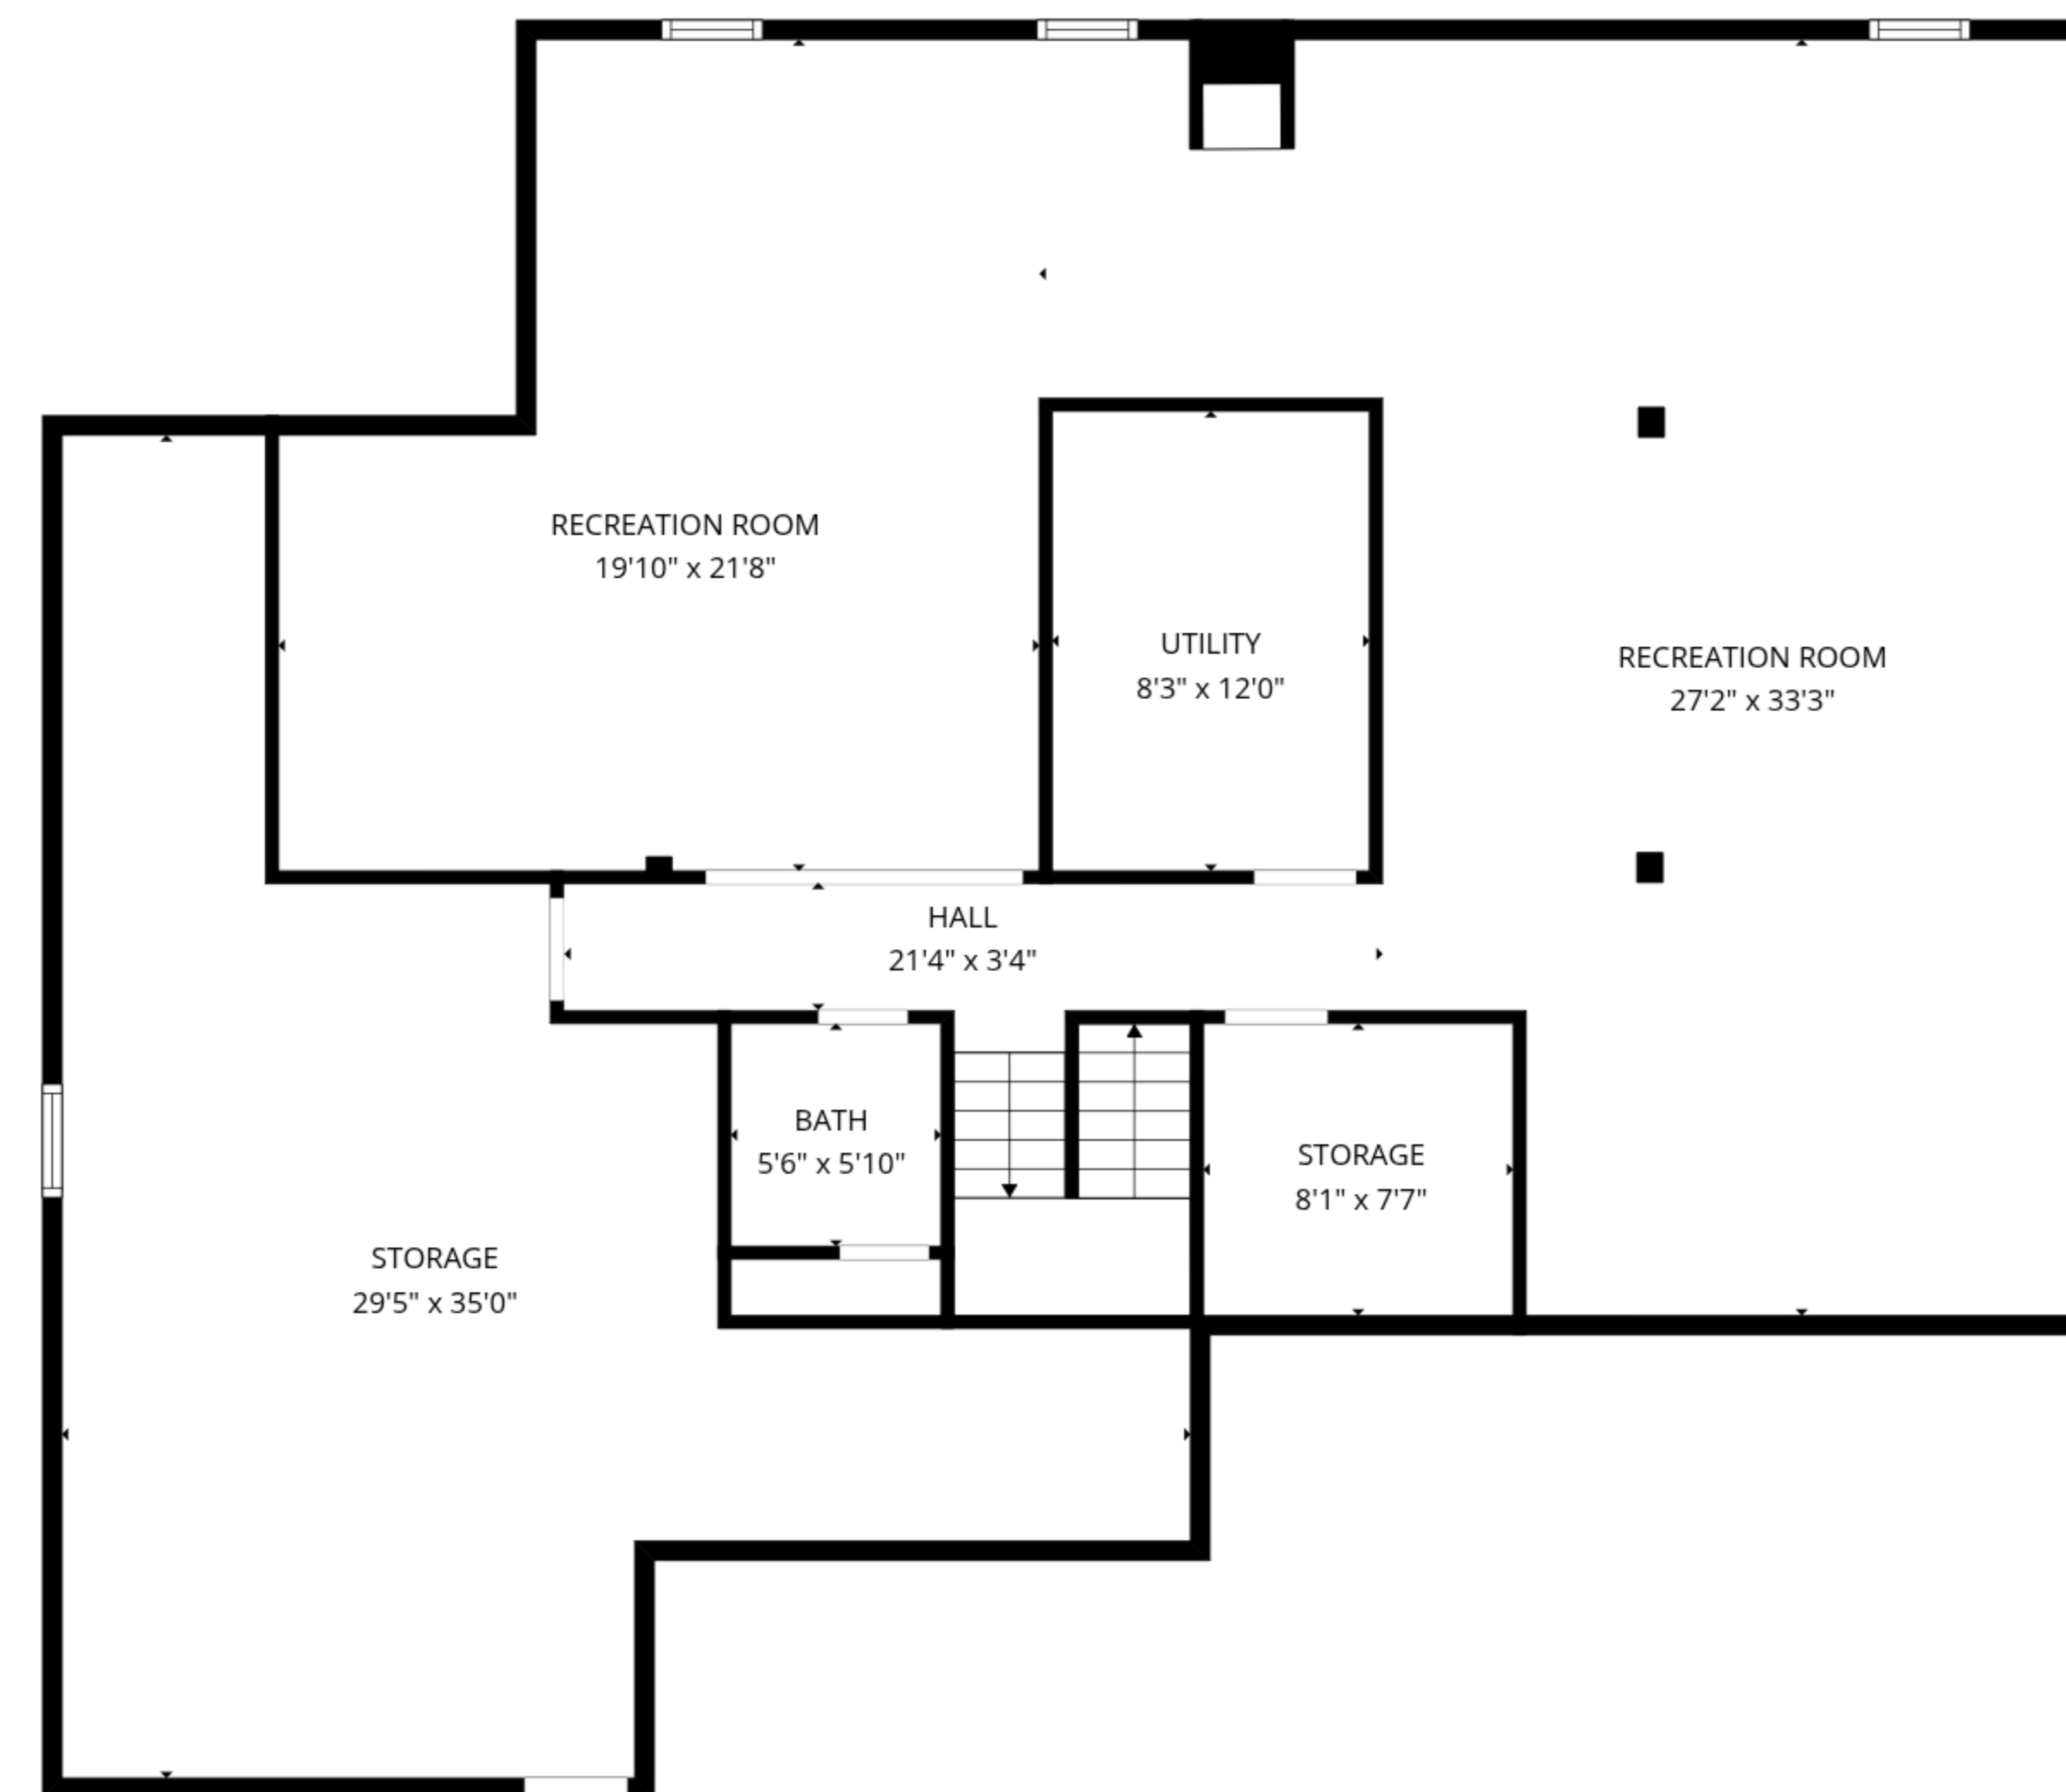 RECREATION ROOM
19'10" x 21'8"
UTILITY
8'3" x 12'0"
RECREATION ROOM
27'2" x 33'3"
HALL
21'4" x 3'4"
BATH
5'6" x 5'10"
STORAGE
8'1" x 7'7"
STORAGE
29'5" x 35'0"